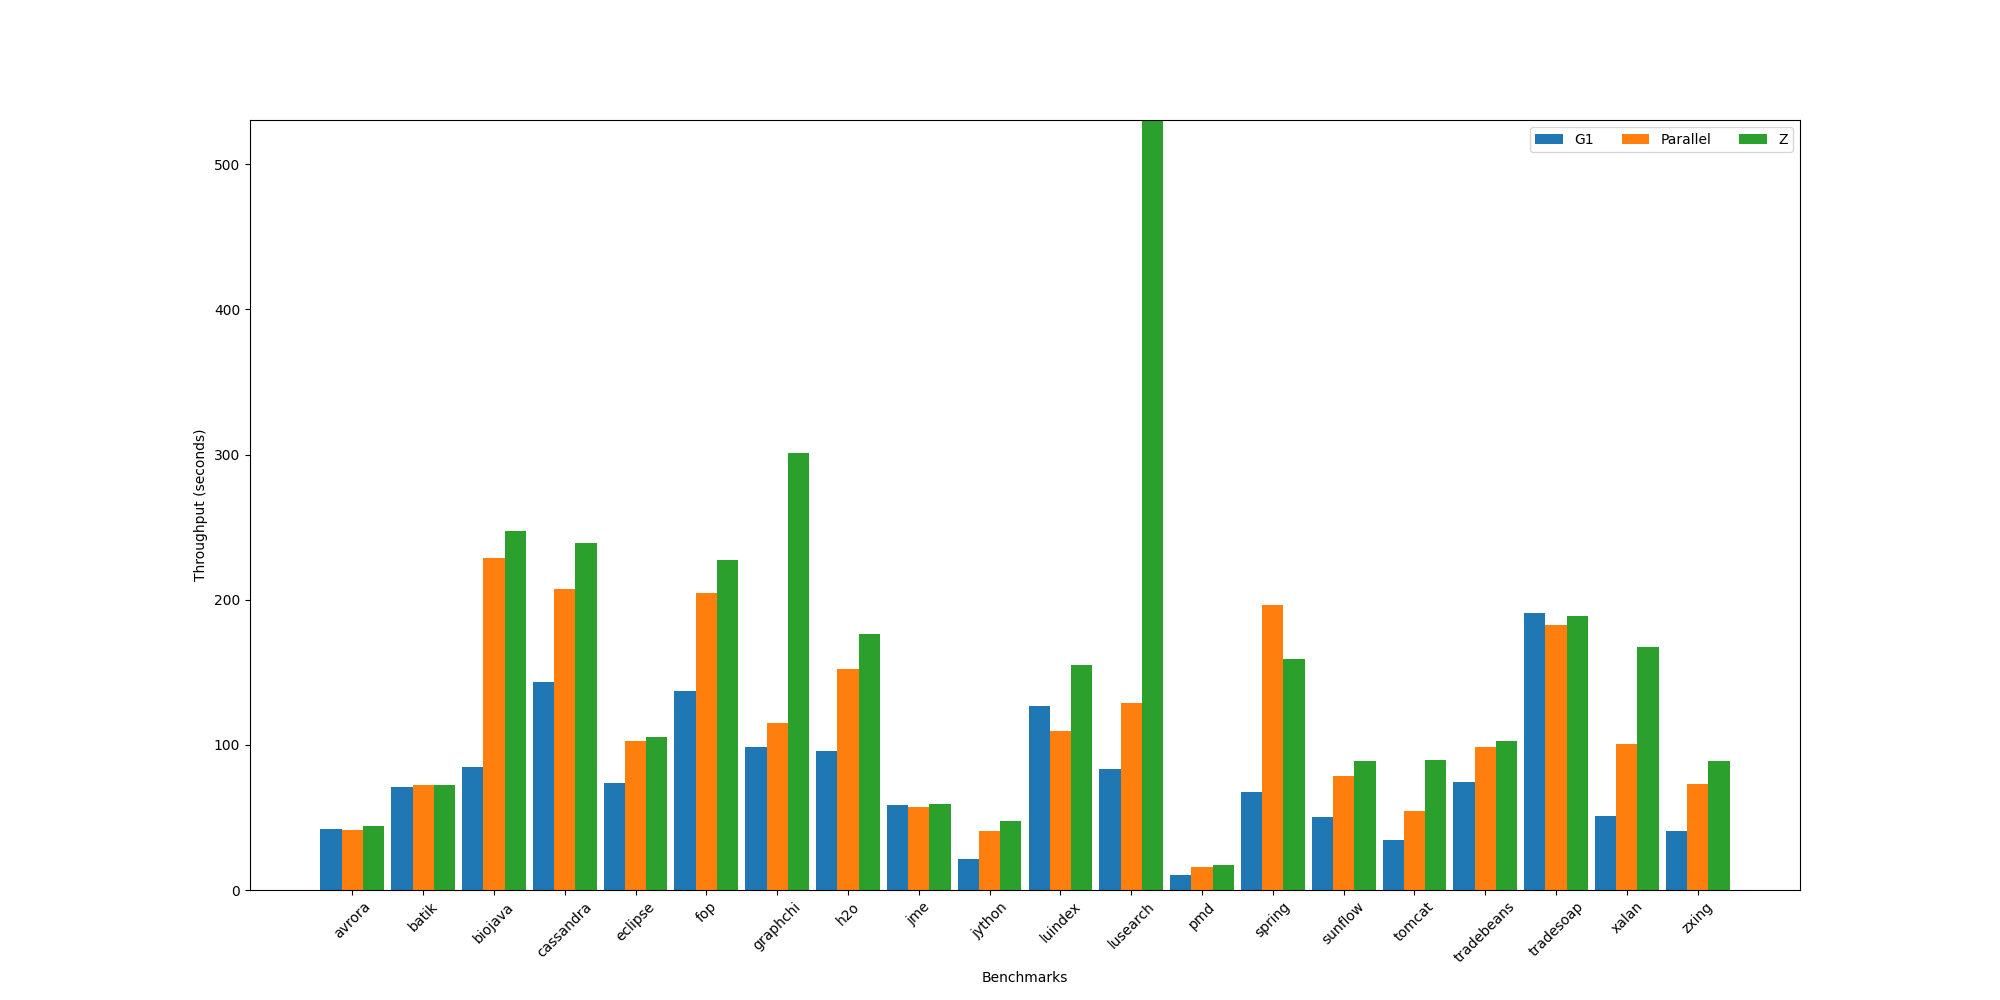 G1 Parallel Z
500
400
300
200
100
0
Throughput (seconds)
avrora batik biojava cassandra eclipse fop graphchi h2o jme jython luindex lusearch pmd spring sunflow tomcat tradebeans tradesoap xalan zxing
Benchmarks